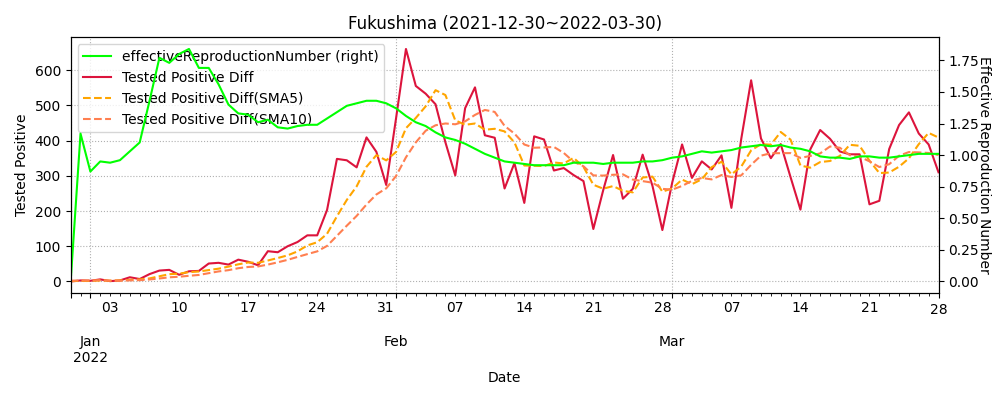 Fukushima (2021-12-30~2022-03-30)
effectiveReproductionNumber (right)
Tested Positive Diff
Tested Positive Diff(SMA5)
Tested Positive Diff(SMA10)
Tested Positive
600
500
400
300
200
100
0
1.75
1.50
1.25
1.00
0.75
0.50
0.25
0.00
Effective Reproduction Number
03 10 17 24 31 07 14 21 28 07 14 21 28
Jan Feb Mar
2022
Date